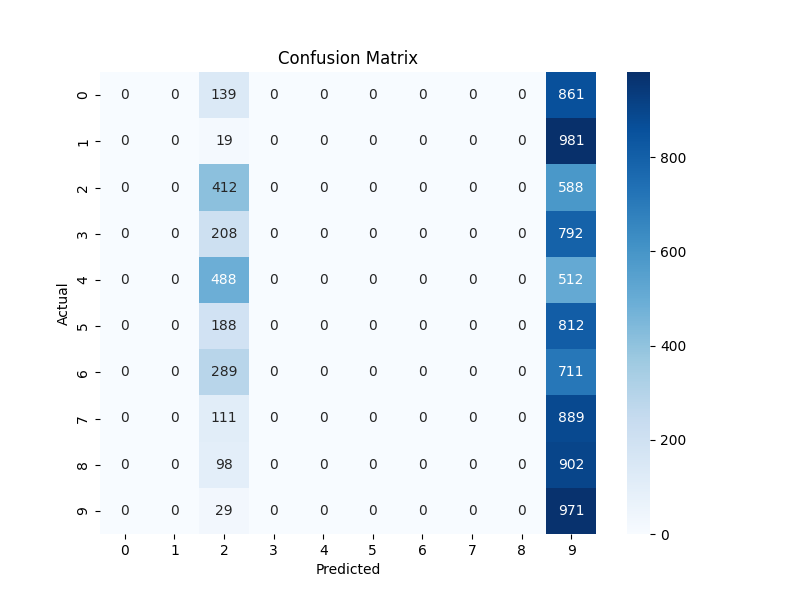 Confusion Matrix
0 0 0 139 0 0 0 0 0 0 861
1 0 0 19 0 0 0 0 0 0 981
2 0 0 412 0 0 0 0 0 0 588
3 0 0 208 0 0 0 0 0 0 792
4 0 0 488 0 0 0 0 0 0 512
5 0 0 188 0 0 0 0 0 0 812
6 0 0 289 0 0 0 0 0 0 711
7 0 0 111 0 0 0 0 0 0 889
8 0 0 98 0 0 0 0 0 0 902
9 0 0 29 0 0 0 0 0 0 971
0 1 2 3 4 5 6 7 8 9
Predicted
Actual
800
600
400
200
0